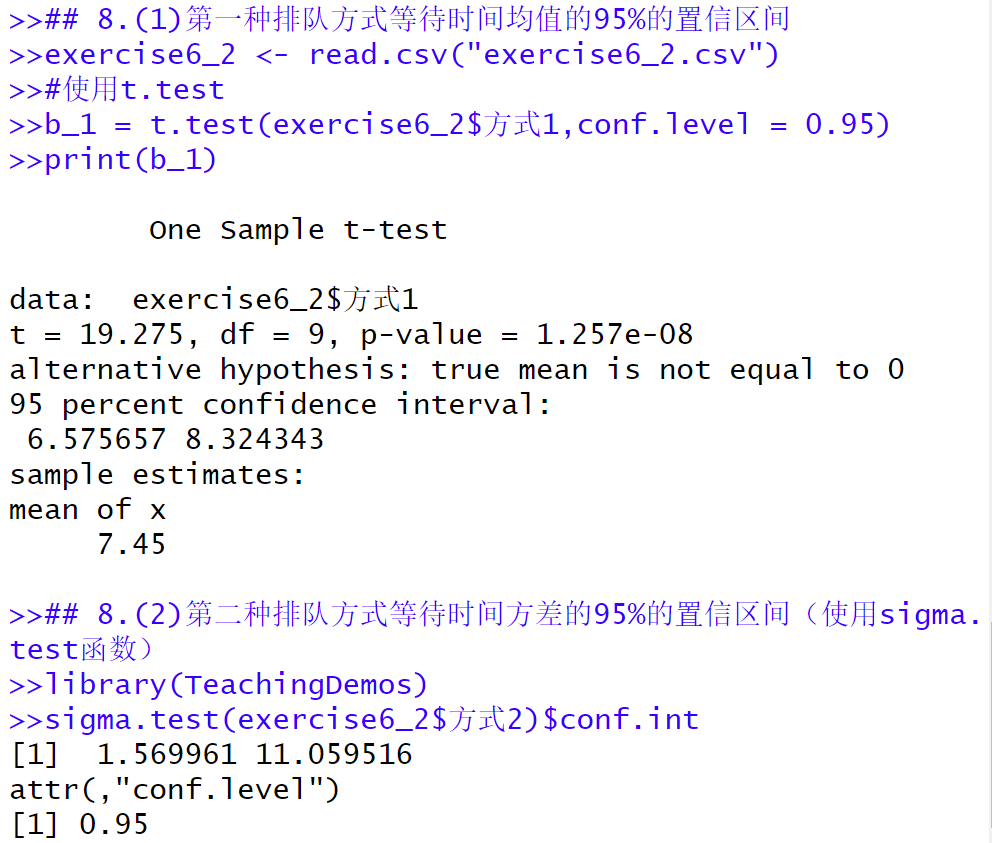 >>## 8.(1)第一种排队方式等待时间均值的95%的置信区间
>>exercise6_2 <- read.csv("exercise6_2.csv")
>>#使用t.test
>>b_1 = t.test(exercise6_2$方式1,conf.level = 0.95)
>>print(b_1)
One Sample t-test
data:  exercise6_2$方式1
t = 19.275, df = 9, p-value = 1.257e-08
alternative hypothesis: true mean is not equal to 0
95 percent confidence interval:
 6.575657 8.324343
sample estimates:
mean of x
7.45
>>## 8.(2)第二种排队方式等待时间方差的95%的置信区间（使用sigma.
test函数）
>>library(TeachingDemos)
>>sigma.test(exercise6_2$方式2)$conf.int
[1]  1.569961 11.059516
attr(,"conf.level")
[1] 0.95